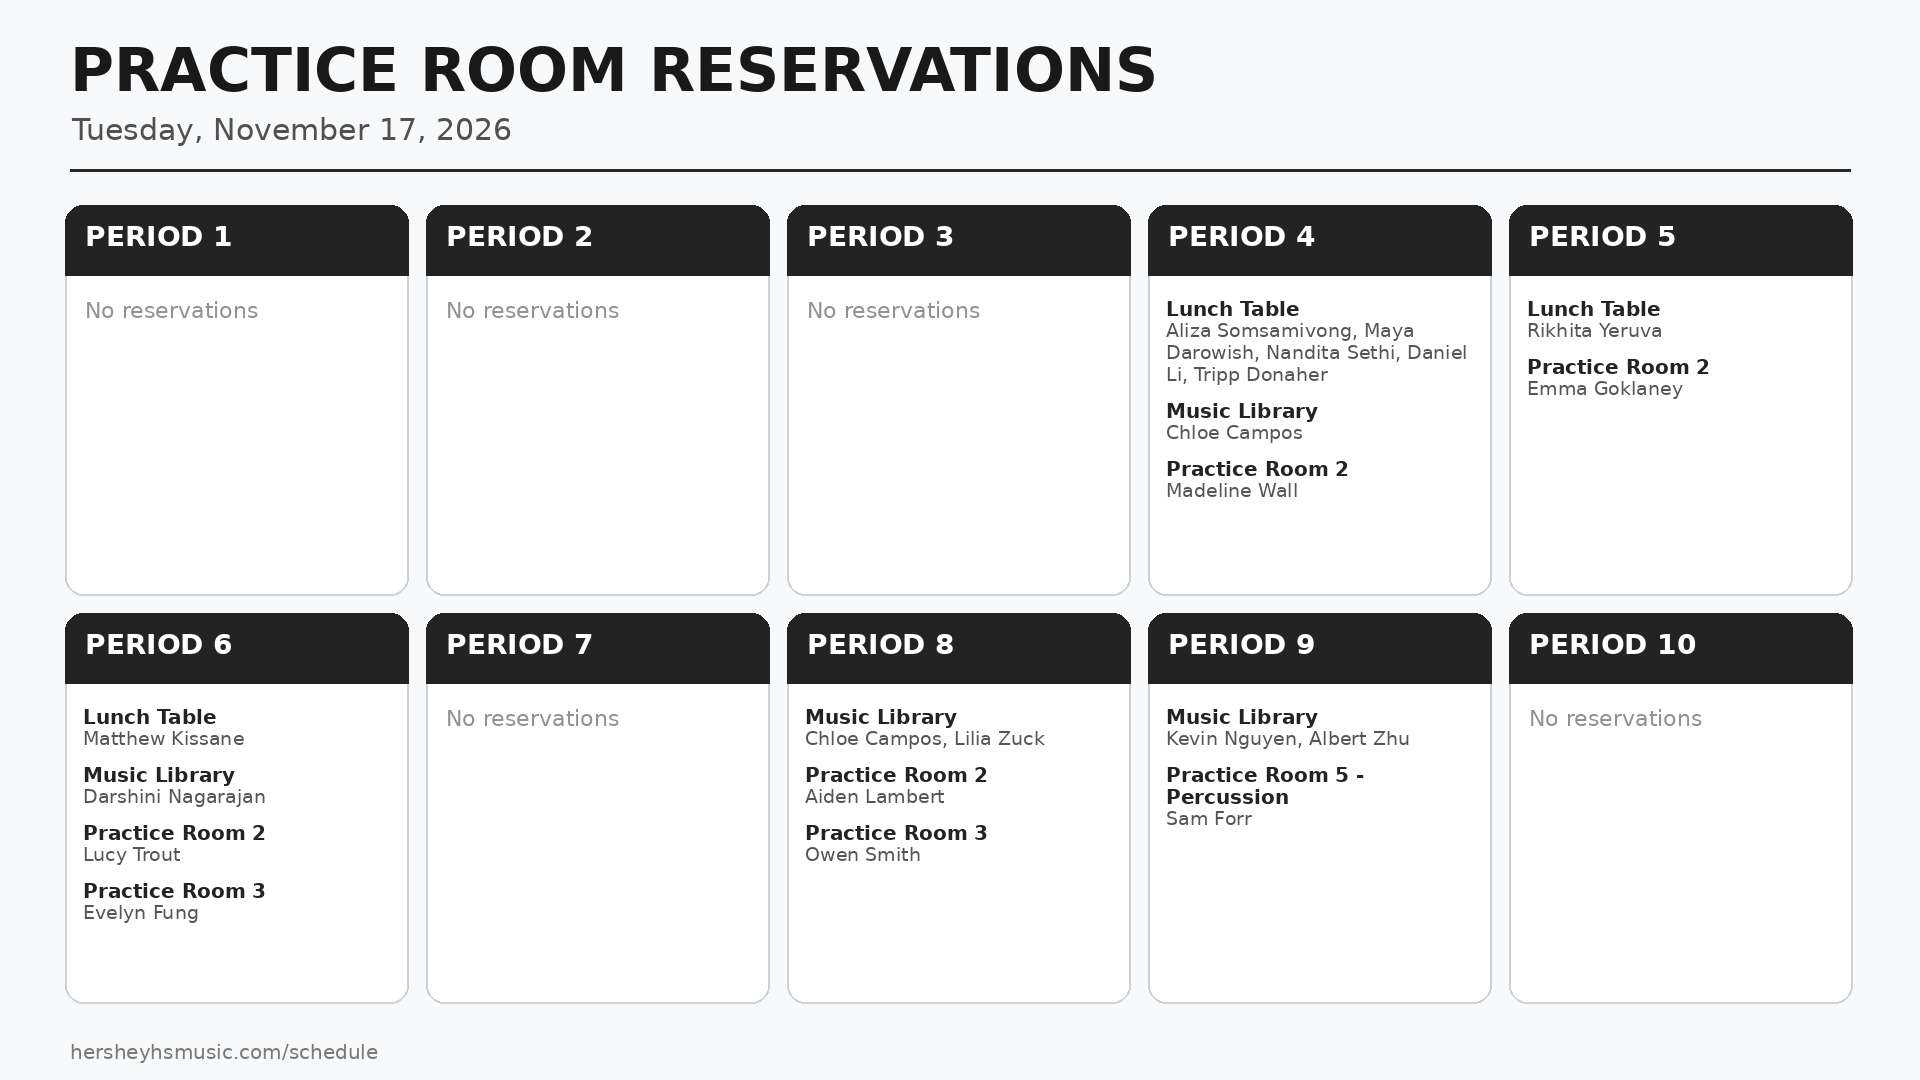 PRACTICE ROOM RESERVATIONS
Tuesday, November 17, 2026
PERIOD 1
No reservations
PERIOD 2
No reservations
PERIOD 3
No reservations
PERIOD 4
Lunch Table
Aliza Somsamivong, Maya
Darowish, Nandita Sethi, Daniel
Li, Tripp Donaher
Music Library
Chloe Campos
Practice Room 2
Madeline Wall
PERIOD 5
Lunch Table
Rikhita Yeruva
Practice Room 2
Emma Goklaney
PERIOD 6
Lunch Table
Matthew Kissane
Music Library
Darshini Nagarajan
Practice Room 2
Lucy Trout
Practice Room 3
Evelyn Fung
PERIOD 7
No reservations
PERIOD 8
Music Library
Chloe Campos, Lilia Zuck
Practice Room 2
Aiden Lambert
Practice Room 3
Owen Smith
PERIOD 9
Music Library
Kevin Nguyen, Albert Zhu
Practice Room 5 -
Percussion
Sam Forr
PERIOD 10
No reservations
hersheyhsmusic.com/schedule